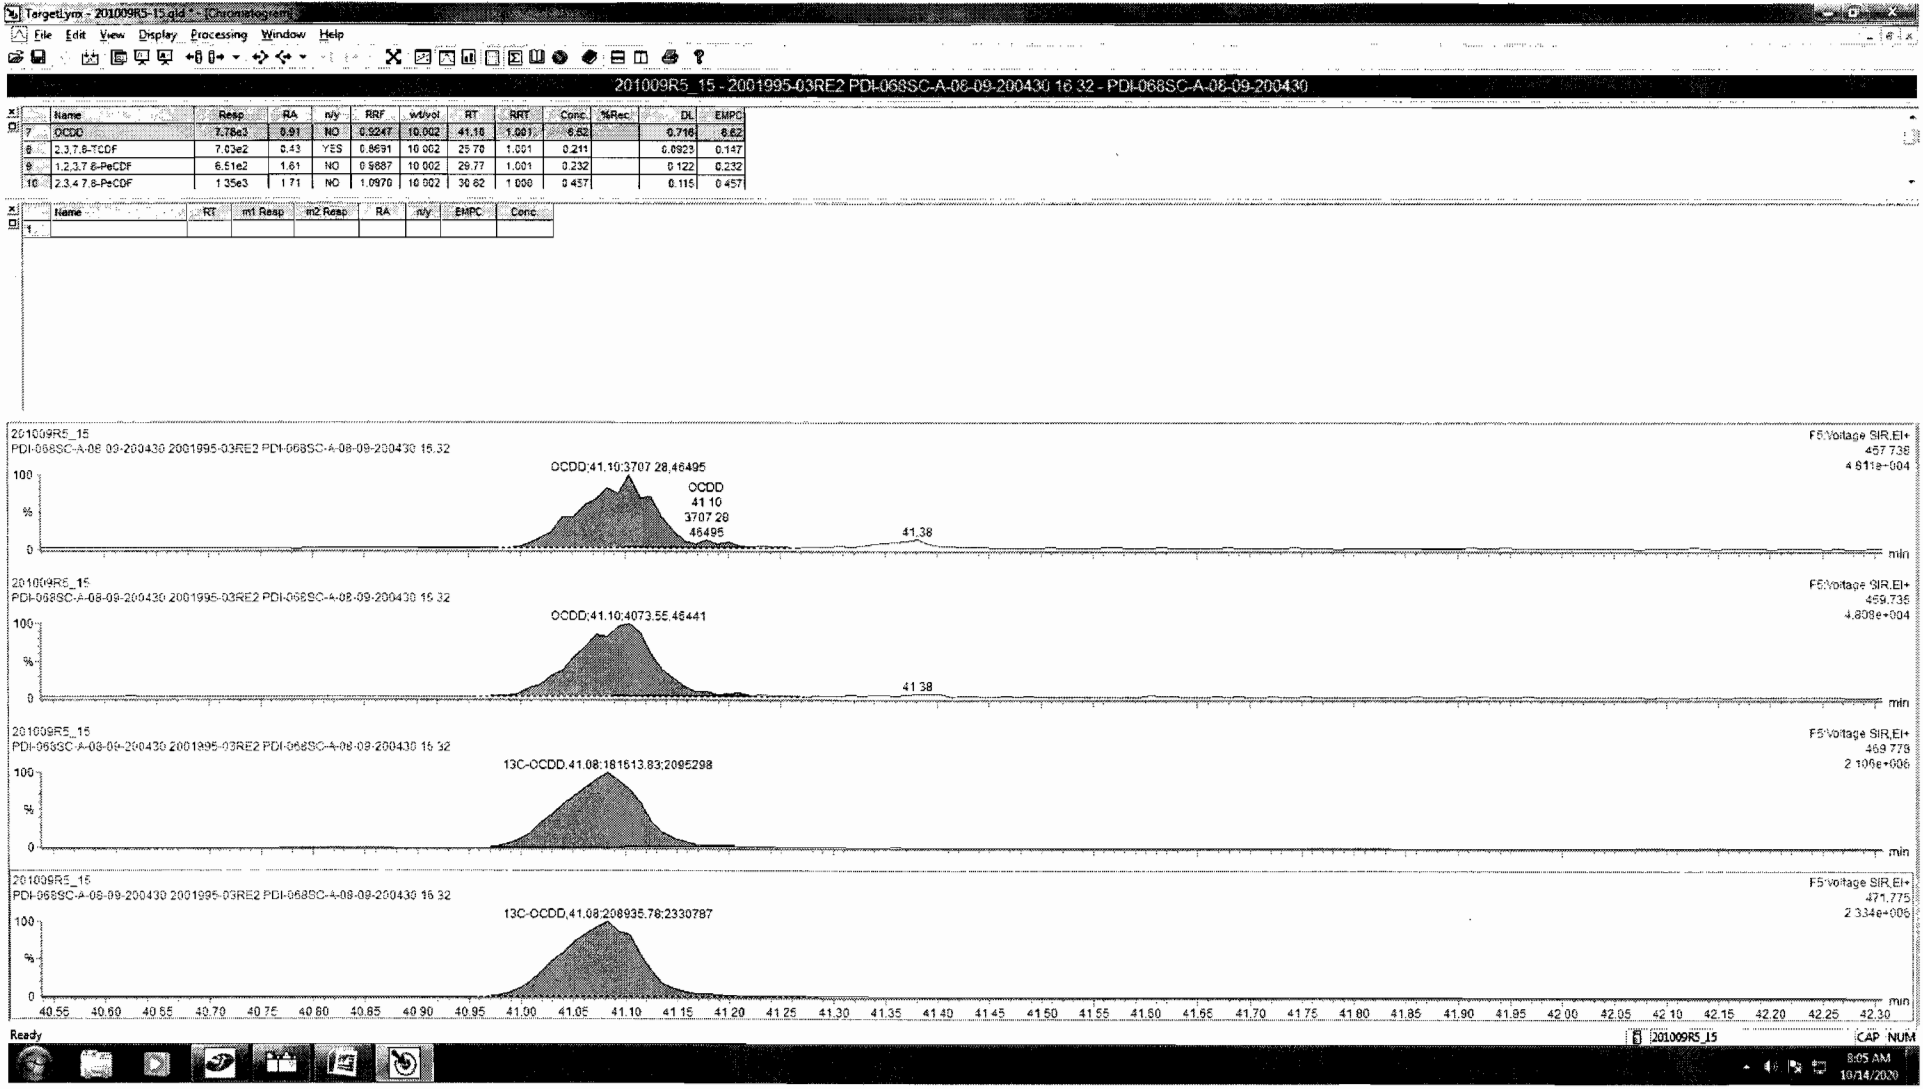 TargetLynx - 201009R5-15.qld * - [Chromatogram]
File Edit View Display Processing Window Help
201009R5_15 - 2001995-03RE2 PDI-068SC-A-08-09-200430 16.32 - PDI-068SC-A-08-09-200430
Name Resp RA n/y RRF wt/vol RT RRT Conc. %Rec DL EMPC
7 OCDD 7.78e3 0.91 NO 0.9247 10.002 41.10 1.001 6.62 0.716 6.62
8 2,3,7,8-TCDF 7.03e2 0.43 YES 0.8691 10.002 25.70 1.001 0.211 0.0923 0.147
9 1,2,3,7,8-PeCDF 6.51e2 1.61 NO 0.9887 10.002 29.77 1.001 0.232 0.122 0.232
10 2,3,4,7,8-PeCDF 1.35e3 1.71 NO 1.0970 10.002 30.62 1.000 0.457 0.115 0.457
Name RT m1 Resp m2 Resp RA n/y EMPC Conc.
1
201009R5_15
PDI-068SC-A-08-09-200430 2001995-03RE2 PDI-068SC-A-08-09-200430 16.32
F5:Voltage SIR,EI+
457.738
4.811e+004
OCDD;41.10;3707.28;46495
OCDD
41.10
3707.28
46495
41.38
100
%
0
min
201009R5_15
PDI-068SC-A-08-09-200430 2001995-03RE2 PDI-068SC-A-08-09-200430 16.32
F5:Voltage SIR,EI+
459.735
4.808e+004
OCDD;41.10;4073.55;46441
41.38
100
%
0
min
201009R5_15
PDI-068SC-A-08-09-200430 2001995-03RE2 PDI-068SC-A-08-09-200430 16.32
F5:Voltage SIR,EI+
469.778
2.106e+006
13C-OCDD;41.08;181613.83;2095298
100
%
0
min
201009R5_15
PDI-068SC-A-08-09-200430 2001995-03RE2 PDI-068SC-A-08-09-200430 16.32
F5:Voltage SIR,EI+
471.775
2.334e+006
13C-OCDD;41.08;208935.78;2330787
100
%
0
min
40.55 40.60 40.65 40.70 40.75 40.80 40.85 40.90 40.95 41.00 41.05 41.10 41.15 41.20 41.25 41.30 41.35 41.40 41.45 41.50 41.55 41.60 41.65 41.70 41.75 41.80 41.85 41.90 41.95 42.00 42.05 42.10 42.15 42.20 42.25 42.30
Ready
201009R5_15
CAP NUM
8:05 AM
10/14/2020